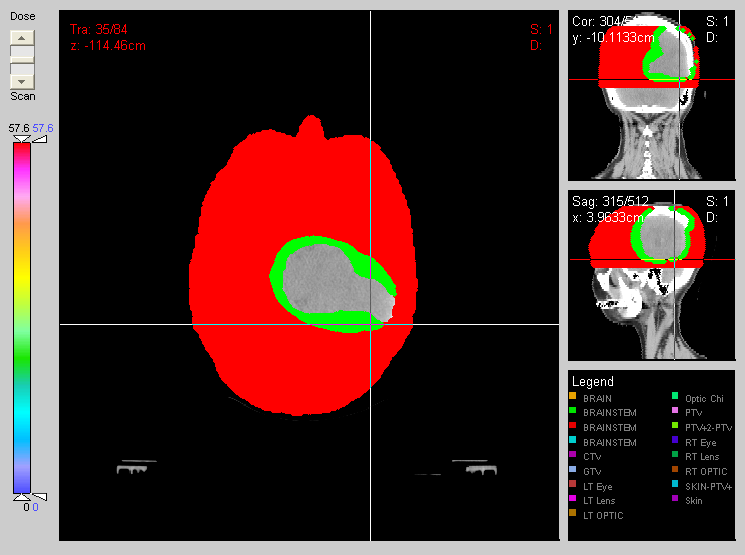 Dose
Scan
57.6 57.6
0 0
Tra: 35/84
z: -114.46cm
S: 1
D:
Cor: 304/512
y: -10.1133cm
S: 1
D:
Sag: 315/512
x: 3.9633cm
S: 1
D:
Legend
BRAIN
BRAINSTEM
BRAINSTEM
BRAINSTEM
CTv
GTv
LT Eye
LT Lens
LT OPTIC
Optic Chi
PTv
PTV+2-PTV
RT Eye
RT Lens
RT OPTIC
SKIN-PTV+
Skin